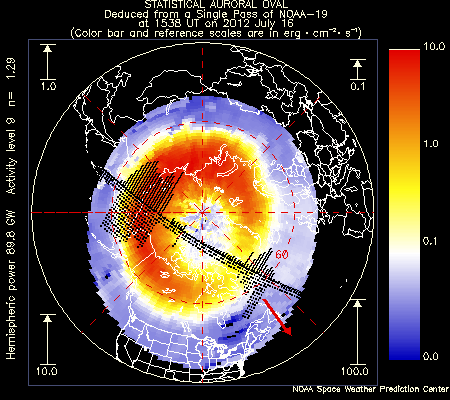 STATISTICAL AURORAL OVAL
Deduced from a Single Pass of NOAA-19
at 1538 UT on 2012 July 16
(Color bar and reference scales are in erg·cm⁻²·s⁻¹)
1.0
0.1
10.0
100.0
60
Hemispheric power 89.8 GW Activity level 9 n= 1.29
10.0
1.0
0.1
0.0
NOAA Space Weather Prediction Center